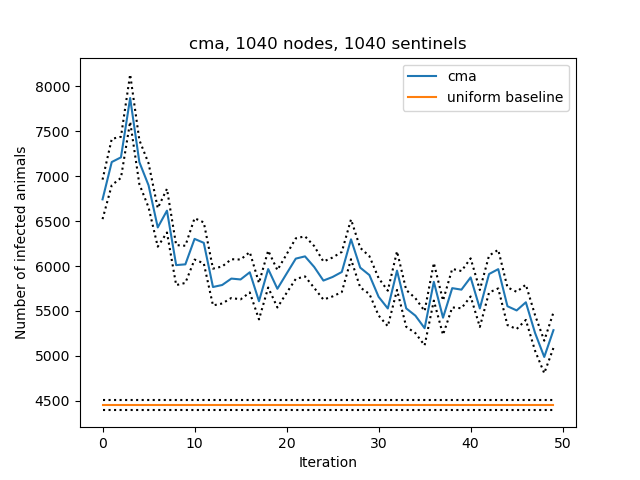 cma, 1040 nodes, 1040 sentinels
cma
uniform baseline
Number of infected animals
8000
7500
7000
6500
6000
5500
5000
4500
0
10
20
30
40
50
Iteration